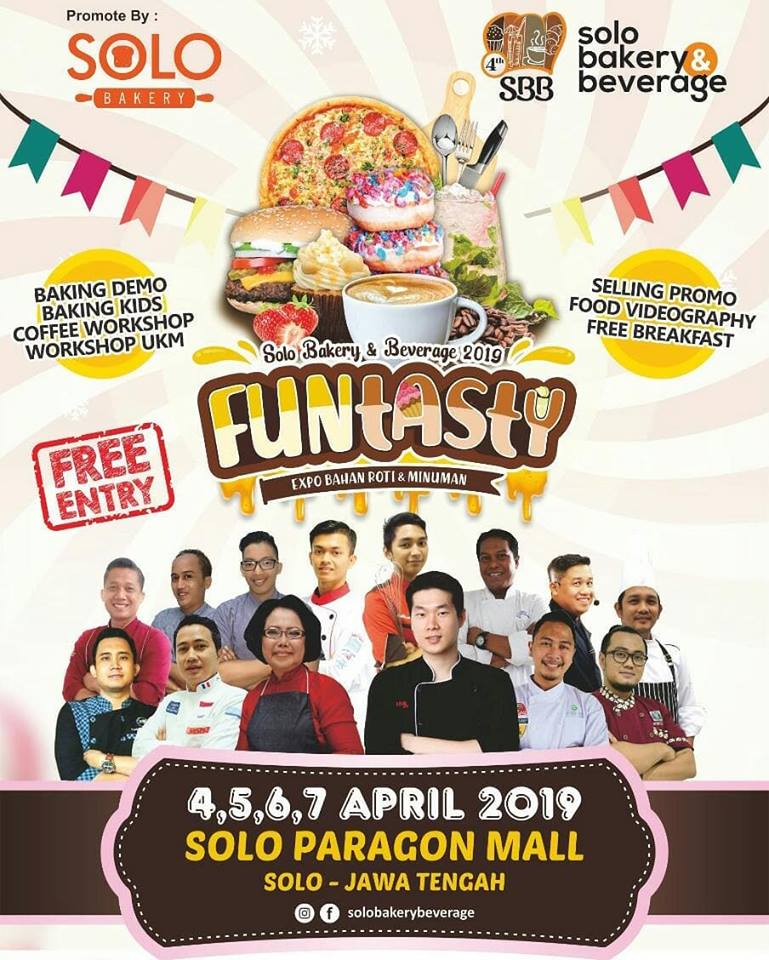 Promote By :
SOLO
BAKERY
4th
SBB
solo
bakery &
beverage
BAKING DEMO
BAKING KIDS
COFFEE WORKSHOP
WORKSHOP UKM
SELLING PROMO
FOOD VIDEOGRAPHY
FREE BREAKFAST
Solo Bakery & Beverage 2019
FUNtASty
EXPO BAHAN ROTI & MINUMAN
FREE
ENTRY
4,5,6,7 APRIL 2019
SOLO PARAGON MALL
SOLO - JAWA TENGAH
solobakerybeverage